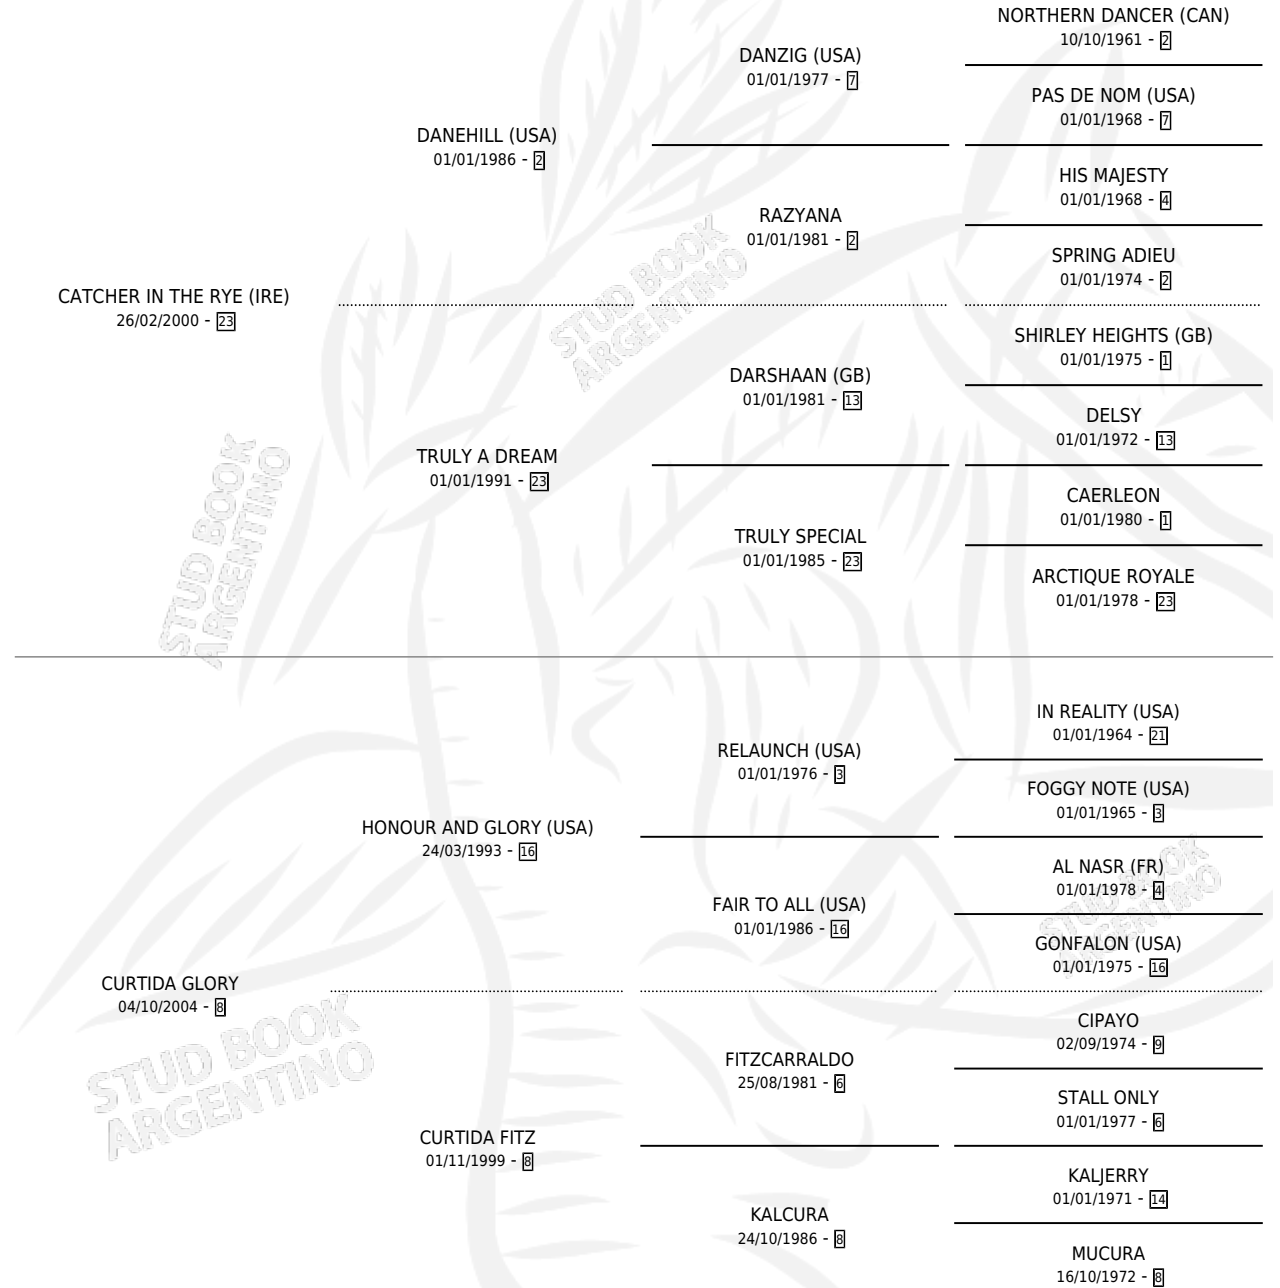 NORTHERN DANCER (CAN)
10/10/1961 - 2
DANZIG (USA)
01/01/1977 - 7
PAS DE NOM (USA)
01/01/1968 - 7
DANEHILL (USA)
01/01/1986 - 2
HIS MAJESTY
01/01/1968 - 4
RAZYANA
01/01/1981 - 2
SPRING ADIEU
01/01/1974 - 2
CATCHER IN THE RYE (IRE)
26/02/2000 - 23
SHIRLEY HEIGHTS (GB)
01/01/1975 - 1
DARSHAAN (GB)
01/01/1981 - 13
DELSY
01/01/1972 - 13
TRULY A DREAM
01/01/1991 - 23
CAERLEON
01/01/1980 - 1
TRULY SPECIAL
01/01/1985 - 23
ARCTIQUE ROYALE
01/01/1978 - 23
IN REALITY (USA)
01/01/1964 - 21
RELAUNCH (USA)
01/01/1976 - 3
FOGGY NOTE (USA)
01/01/1965 - 3
HONOUR AND GLORY (USA)
24/03/1993 - 16
AL NASR (FR)
01/01/1978 - 4
FAIR TO ALL (USA)
01/01/1986 - 16
GONFALON (USA)
01/01/1975 - 16
CURTIDA GLORY
04/10/2004 - 8
CIPAYO
02/09/1974 - 9
FITZCARRALDO
25/08/1981 - 6
STALL ONLY
01/01/1977 - 6
CURTIDA FITZ
01/11/1999 - 8
KALJERRY
01/01/1971 - 14
KALCURA
24/10/1986 - 8
MUCURA
16/10/1972 - 8
STUD BOOK
ARGENTINO
STUD BOOK
ARGENTINO
STUD BOOK
ARGENTINO
STUD BOOK
ARGENTINO